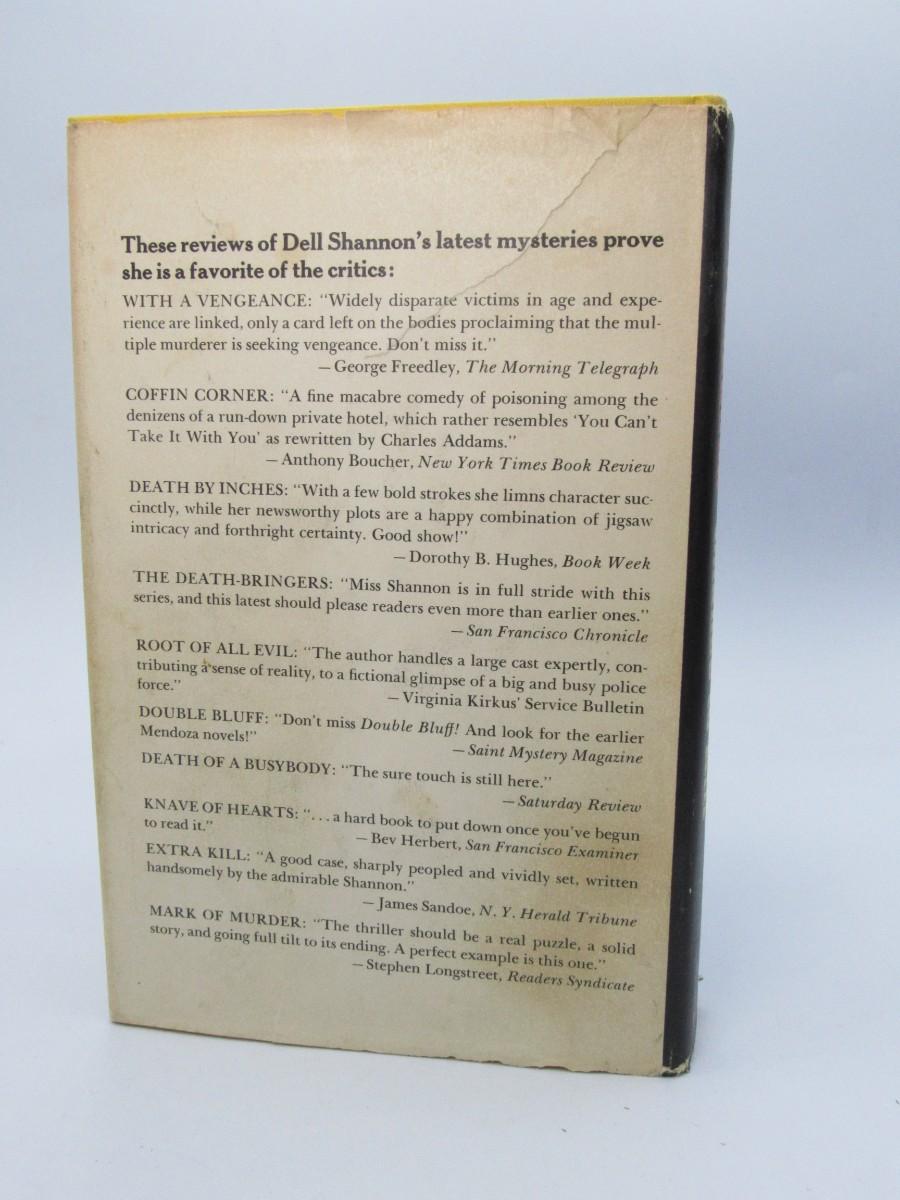 These reviews of Dell Shannon's latest mysteries prove
she is a favorite of the critics:
WITH A VENGEANCE: "Widely disparate victims in age and expe-
rience are linked, only a card left on the bodies proclaiming that the mul-
tiple murderer is seeking vengeance. Don't miss it."
—George Freedley, The Morning Telegraph
COFFIN CORNER: "A fine macabre comedy of poisoning among the
denizens of a run-down private hotel, which rather resembles 'You Can't
Take It With You' as rewritten by Charles Addams."
—Anthony Boucher, New York Times Book Review
DEATH BY INCHES: "With a few bold strokes she limns character suc-
cinctly, while her newsworthy plots are a happy combination of jigsaw
intricacy and forthright certainty. Good show!"
—Dorothy B. Hughes, Book Week
THE DEATH-BRINGERS: "Miss Shannon is in full stride with this
series, and this latest should please readers even more than earlier ones."
—San Francisco Chronicle
ROOT OF ALL EVIL: "The author handles a large cast expertly, con-
tributing a sense of reality, to a fictional glimpse of a big and busy police
force."
—Virginia Kirkus' Service Bulletin
DOUBLE BLUFF: "Don't miss Double Bluff! And look for the earlier
Mendoza novels!"
—Saint Mystery Magazine
DEATH OF A BUSYBODY: "The sure touch is still here."
—Saturday Review
KNAVE OF HEARTS: "...a hard book to put down once you've begun
to read it."
—Bev Herbert, San Francisco Examiner
EXTRA KILL: "A good case, sharply peopled and vividly set, written
handsomely by the admirable Shannon."
—James Sandoe, N. Y. Herald Tribune
MARK OF MURDER: "The thriller should be a real puzzle, a solid
story, and going full tilt to its ending. A perfect example is this one."
—Stephen Longstreet, Readers Syndicate